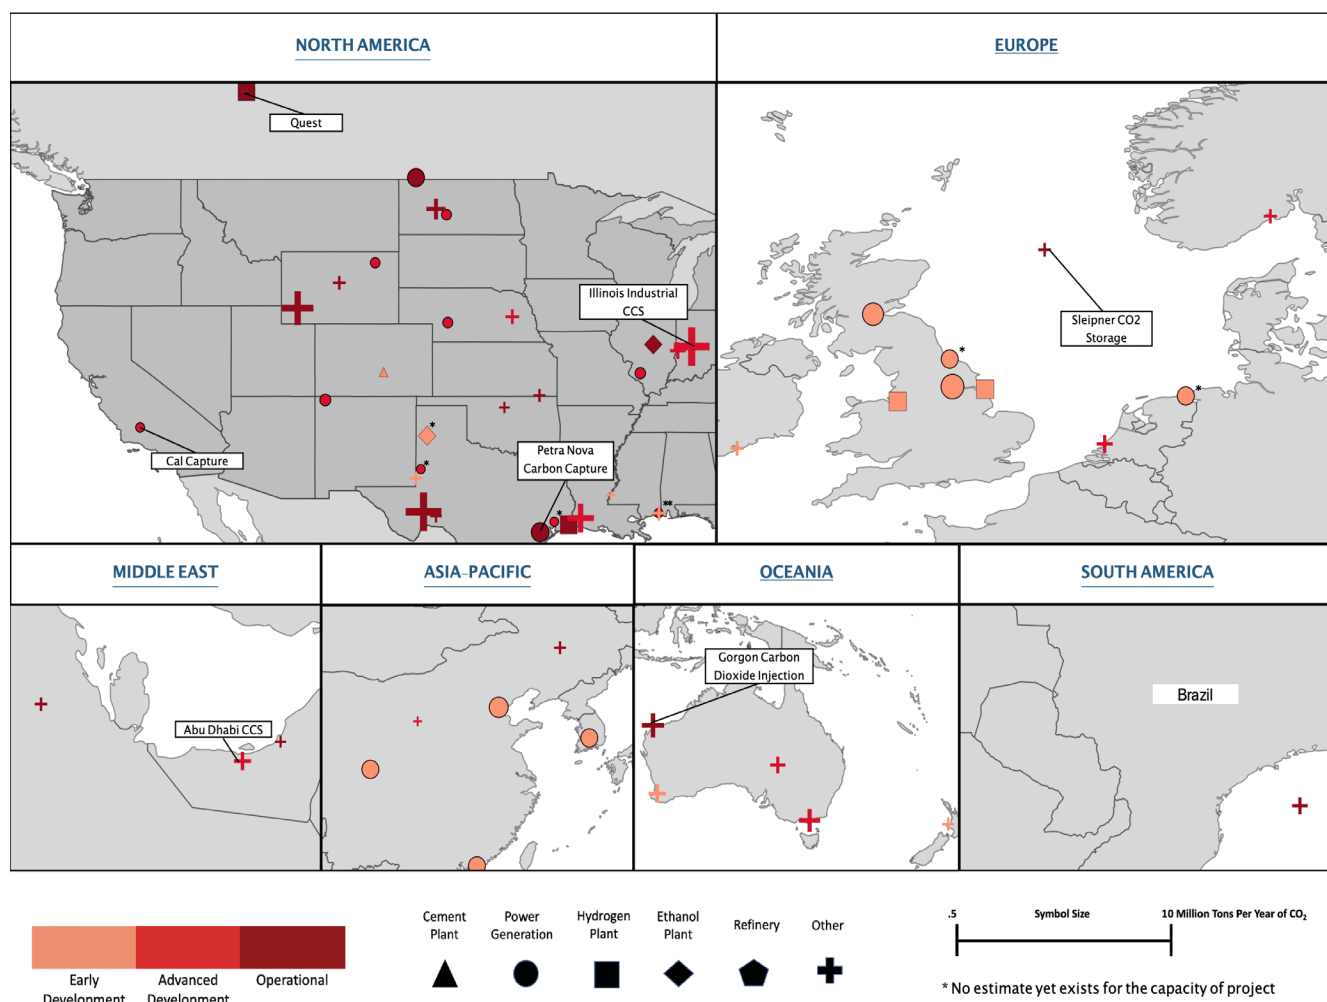 NORTH AMERICA
EUROPE
Quest
Illinois Industrial
CCS
Sleipner CO2
Storage
*
*
*
Cal Capture
Petra Nova
Carbon Capture
*
*
**
MIDDLE EAST
ASIA-PACIFIC
OCEANIA
SOUTH AMERICA
Gorgon Carbon
Dioxide Injection
Brazil
Abu Dhabi CCS
Cement
Plant
Power
Generation
Hydrogen
Plant
Ethanol
Plant
Refinery
Other
.5 Symbol Size 10 Million Tons Per Year of CO₂
Early
Development
Advanced
Development
Operational
* No estimate yet exists for the capacity of project